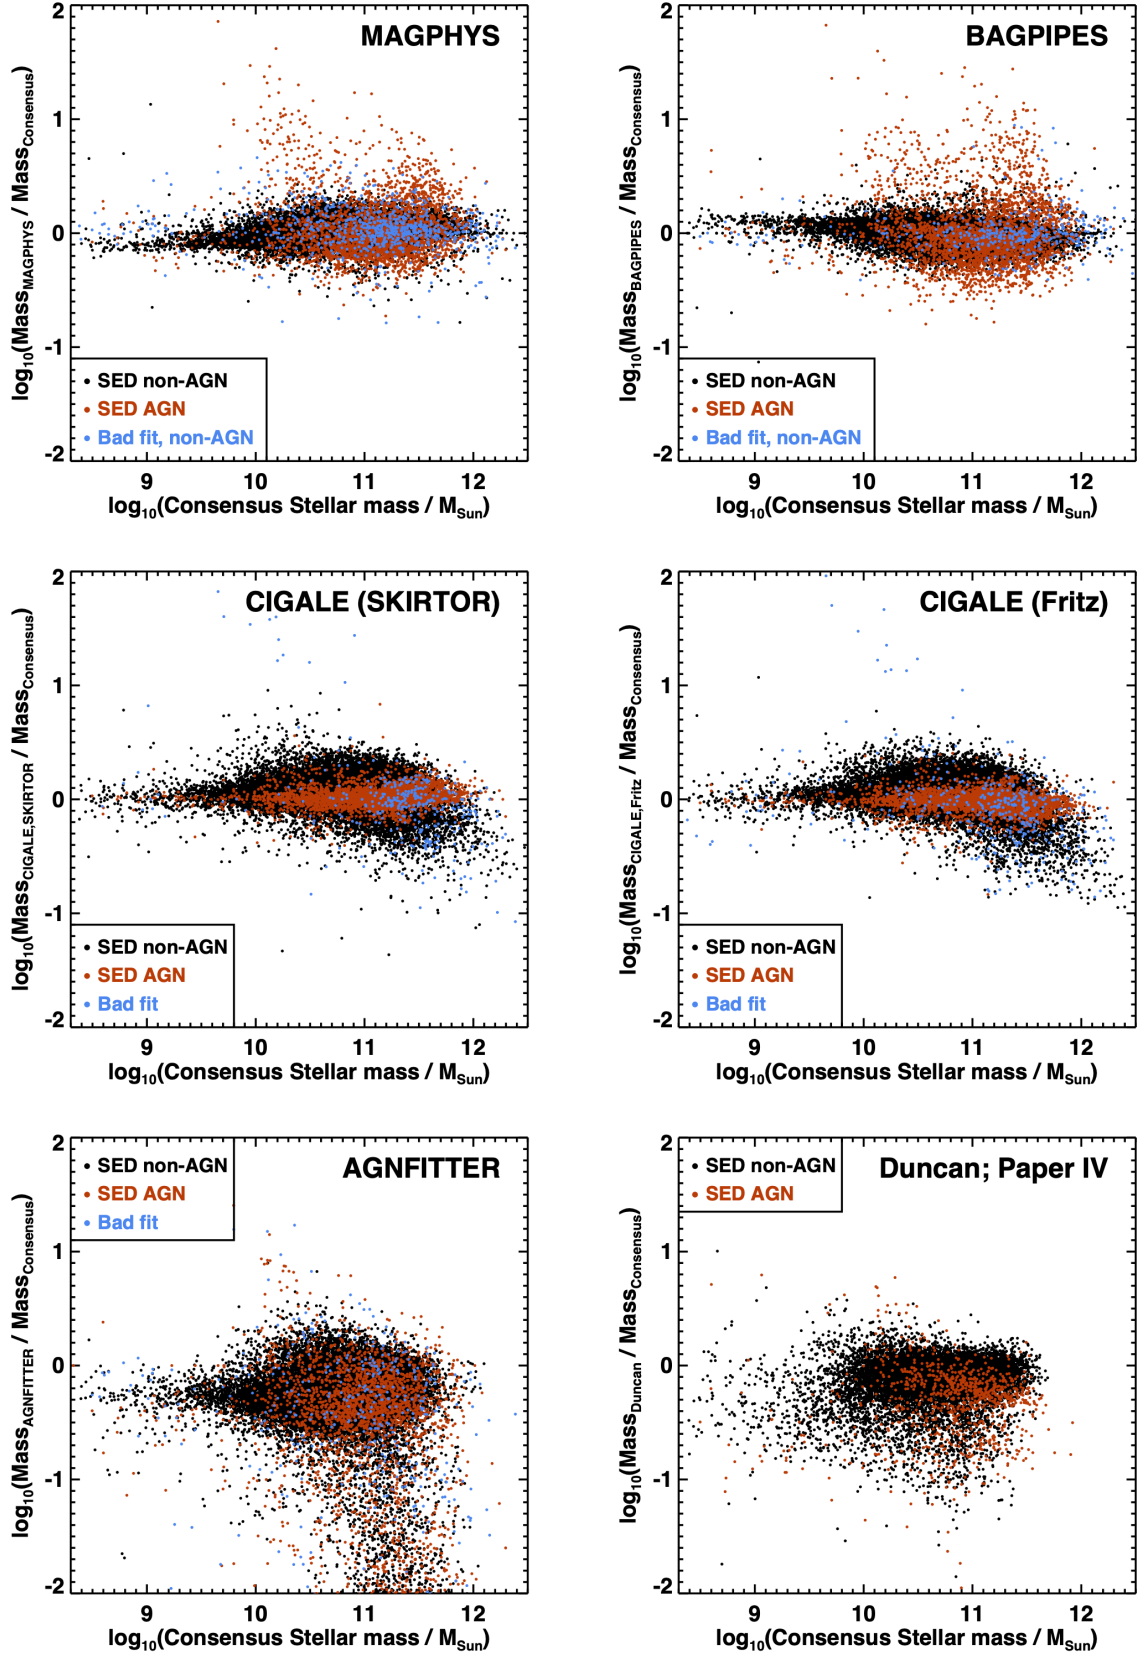 MAGPHYS
2
1
0
-1
-2
log10(MassMAGPHYS / MassConsensus)
• SED non-AGN
• SED AGN
• Bad fit, non-AGN
9 10 11 12
log10(Consensus Stellar mass / MSun)
BAGPIPES
2
1
0
-1
-2
log10(MassBAGPIPES / MassConsensus)
• SED non-AGN
• SED AGN
• Bad fit, non-AGN
9 10 11 12
log10(Consensus Stellar mass / MSun)
CIGALE (SKIRTOR)
2
1
0
-1
-2
log10(MassCIGALE,SKIRTOR / MassConsensus)
• SED non-AGN
• SED AGN
• Bad fit
9 10 11 12
log10(Consensus Stellar mass / MSun)
CIGALE (Fritz)
2
1
0
-1
-2
log10(MassCIGALE,Fritz / MassConsensus)
• SED non-AGN
• SED AGN
• Bad fit
9 10 11 12
log10(Consensus Stellar mass / MSun)
AGNFITTER
• SED non-AGN
• SED AGN
• Bad fit
2
1
0
-1
-2
log10(MassAGNFITTER / MassConsensus)
9 10 11 12
log10(Consensus Stellar mass / MSun)
Duncan; Paper IV
• SED non-AGN
• SED AGN
2
1
0
-1
-2
log10(MassDuncan / MassConsensus)
9 10 11 12
log10(Consensus Stellar mass / MSun)